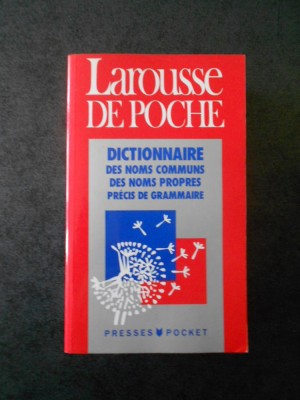 Larousse
DE POCHE
DICTIONNAIRE
DES NOMS COMMUNS
DES NOMS PROPRES
PRÉCIS DE GRAMMAIRE
PRESSES POCKET